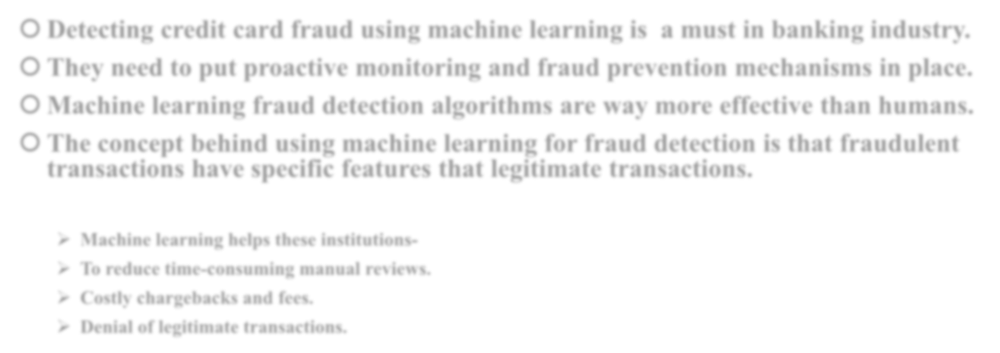 Detecting credit card fraud using machine learning is a must in banking industry.
They need to put proactive monitoring and fraud prevention mechanisms in place.
Machine learning fraud detection algorithms are way more effective than humans.
The concept behind using machine learning for fraud detection is that fraudulent
transactions have specific features that legitimate transactions.
Machine learning helps these institutions-
To reduce time-consuming manual reviews.
Costly chargebacks and fees.
Denial of legitimate transactions.